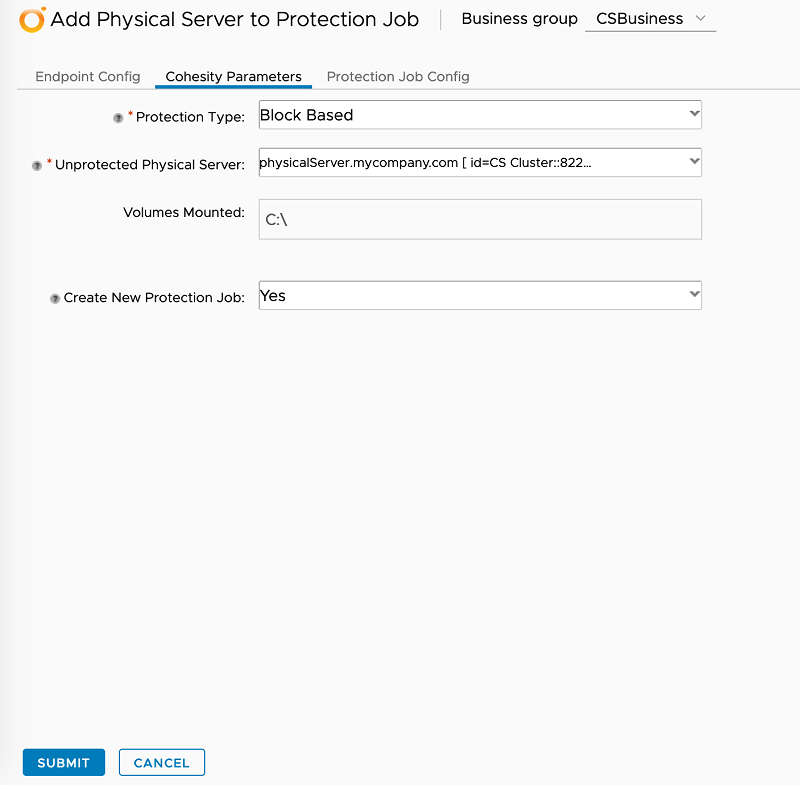 Add Physical Server to Protection Job Business group CSBusiness
Endpoint Config Cohesity Parameters Protection Job Config
? * Protection Type: Block Based
? * Unprotected Physical Server: physicalServer.mycompany.com [ id=CS Cluster::822...
Volumes Mounted: C:\
? Create New Protection Job: Yes
SUBMIT CANCEL